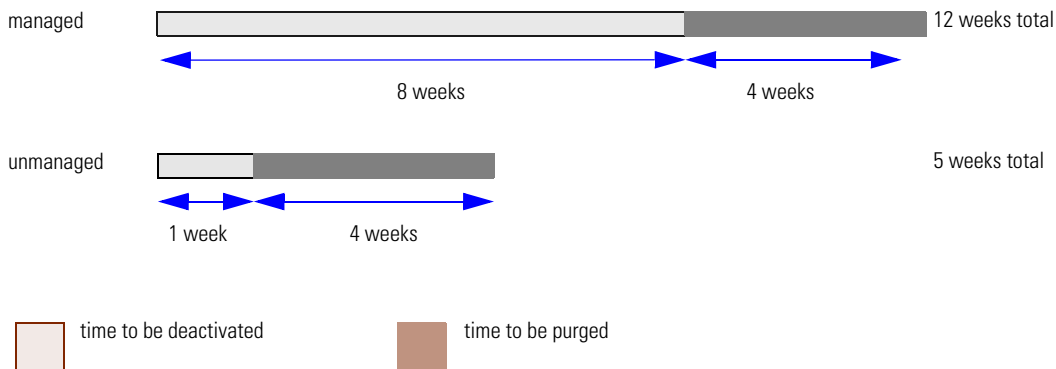 managed
12 weeks total
8 weeks
4 weeks
unmanaged
5 weeks total
1 week
4 weeks
time to be deactivated
time to be purged